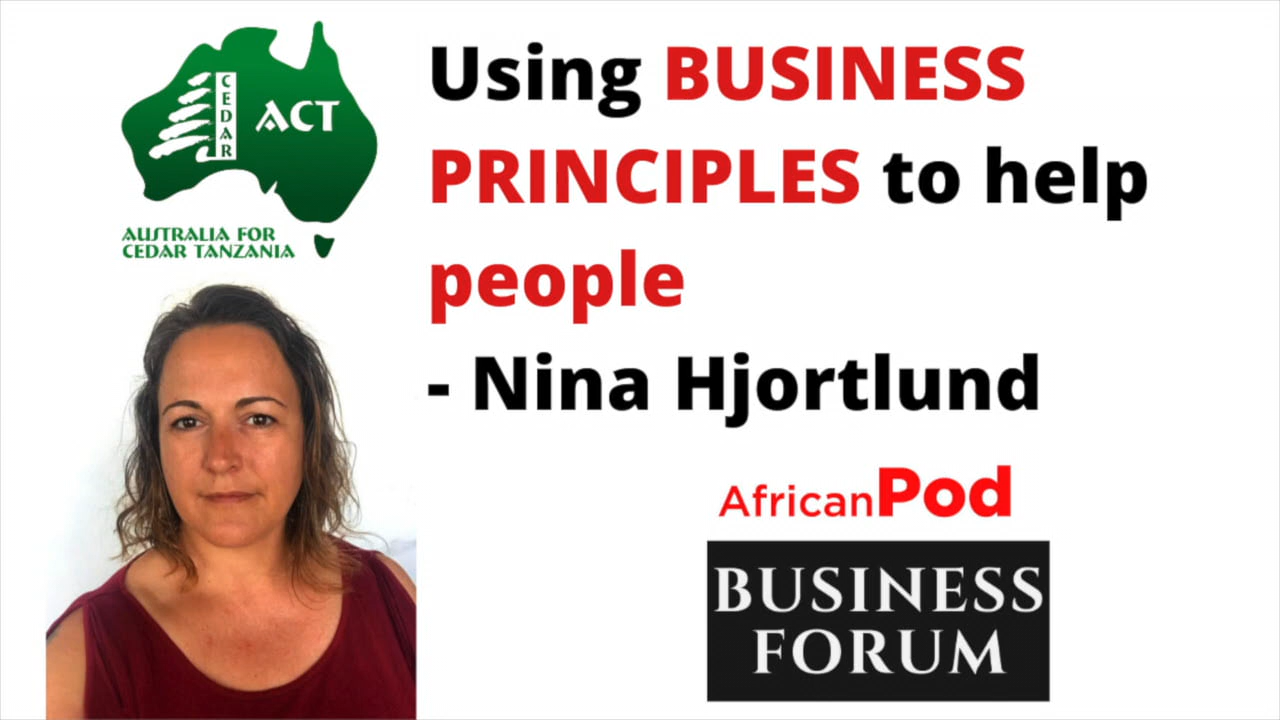 CEDAR
ACT
AUSTRALIA FOR
CEDAR TANZANIA
Using BUSINESS
PRINCIPLES to help
people
- Nina Hjortlund
AfricanPod
BUSINESS
FORUM